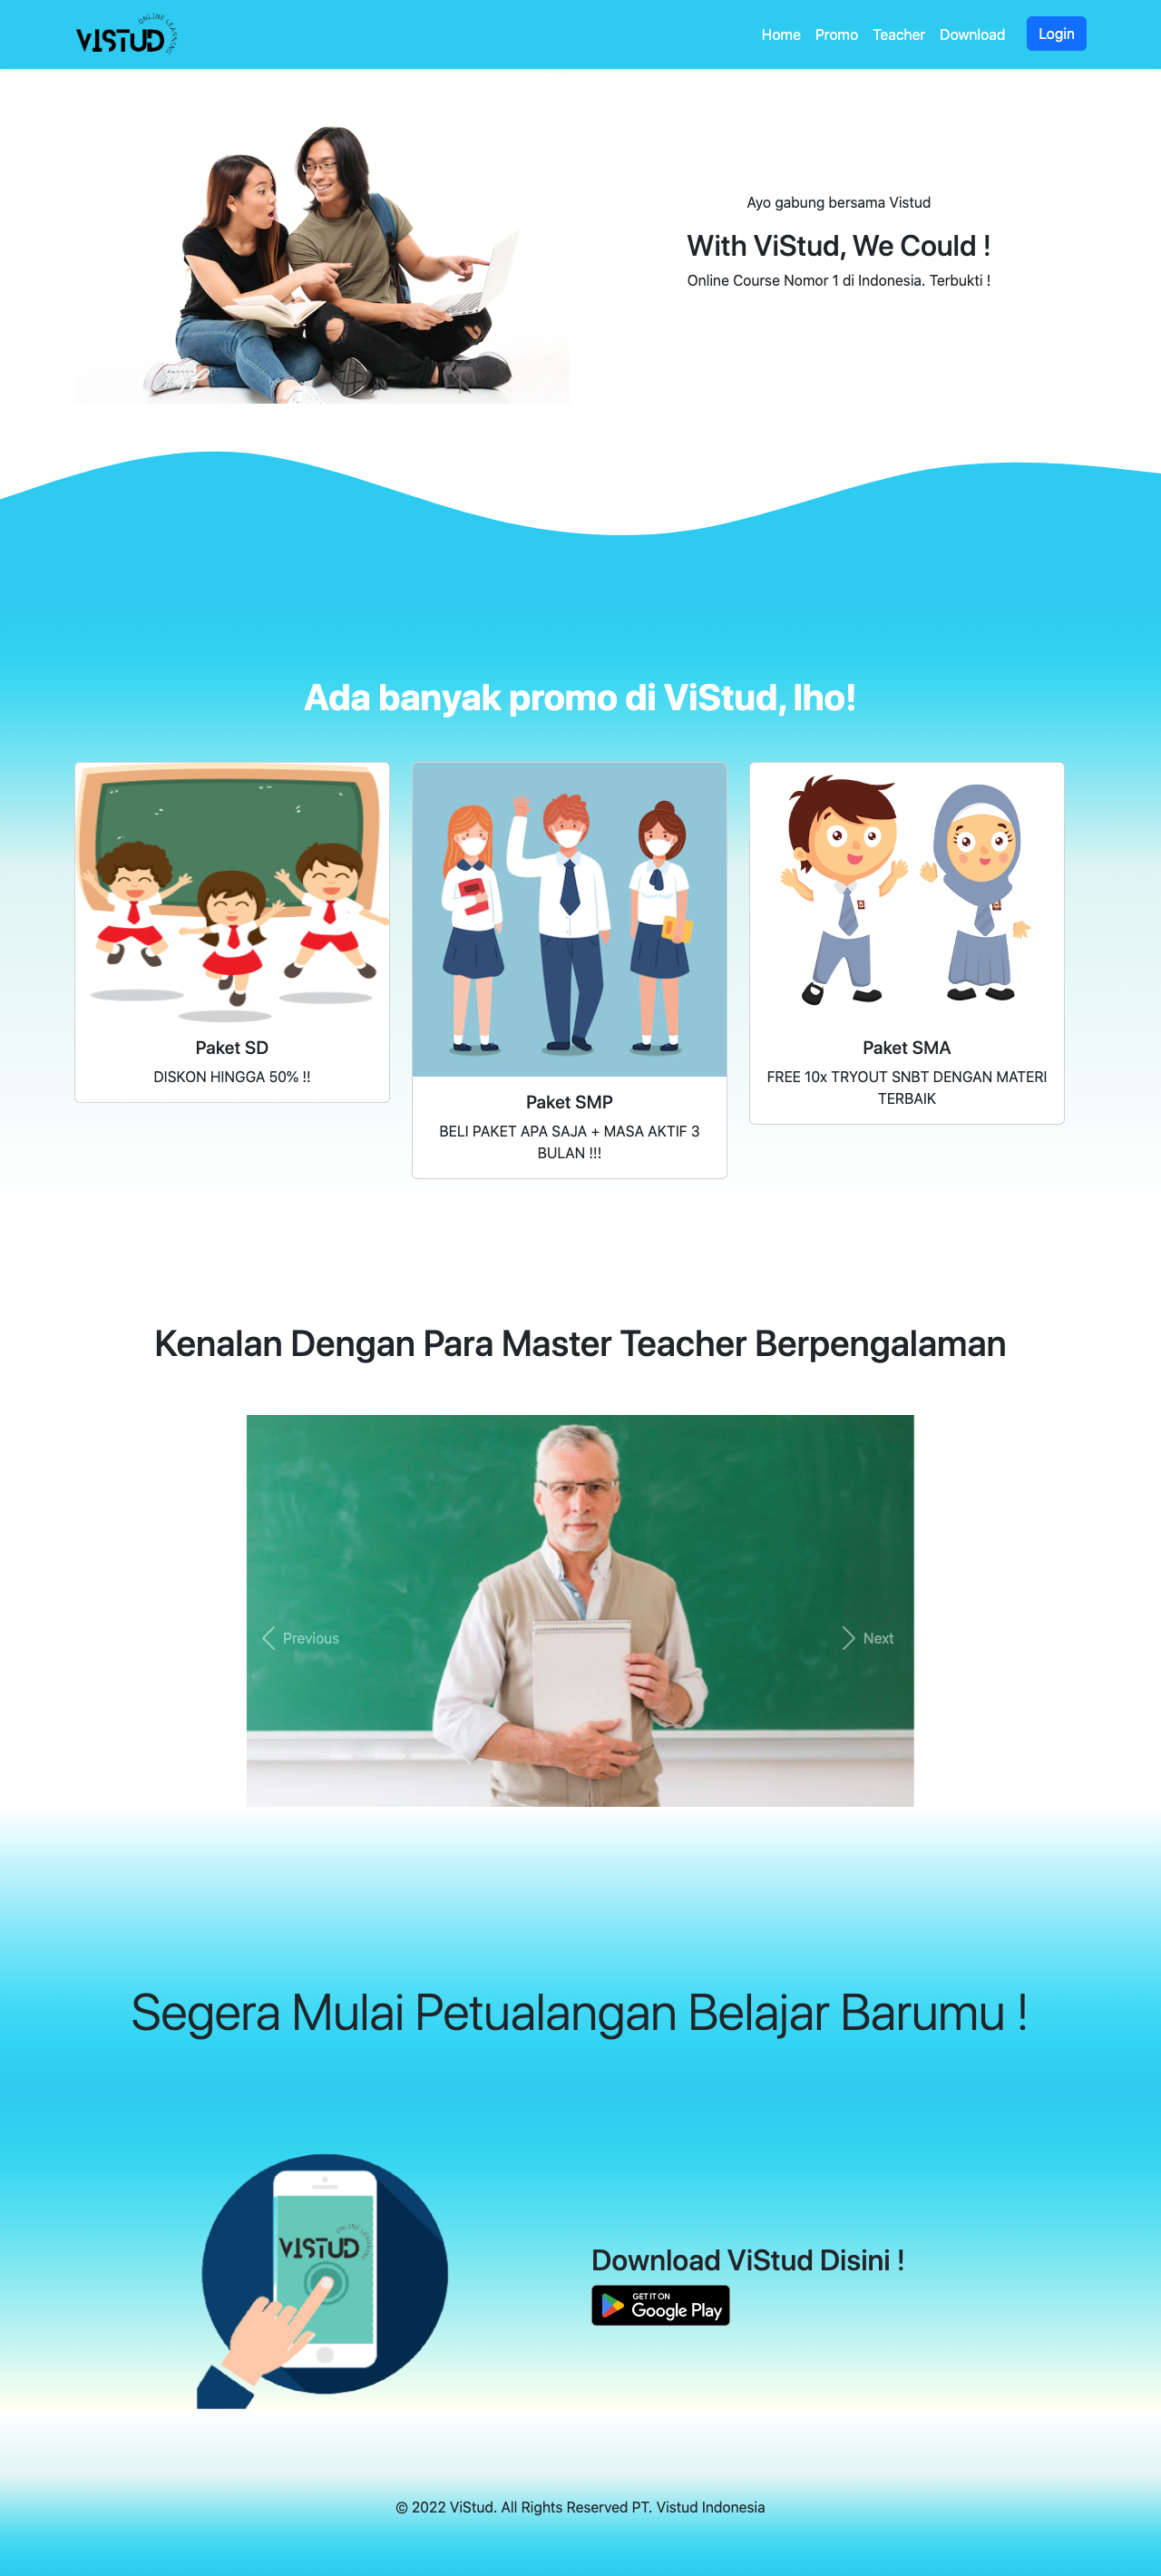 VISTUD
ONLINE LEARNING
Home Promo Teacher Download Login
Ayo gabung bersama Vistud
With ViStud, We Could !
Online Course Nomor 1 di Indonesia. Terbukti !
Ada banyak promo di ViStud, lho!
Paket SD
DISKON HINGGA 50% !!
Paket SMP
BELI PAKET APA SAJA + MASA AKTIF 3
BULAN !!!
Paket SMA
FREE 10x TRYOUT SNBT DENGAN MATERI
TERBAIK
Kenalan Dengan Para Master Teacher Berpengalaman
Previous
Next
Segera Mulai Petualangan Belajar Barumu !
VISTUD
ONLINE LEARNING
Download ViStud Disini !
GET IT ON
Google Play
© 2022 ViStud. All Rights Reserved PT. Vistud Indonesia